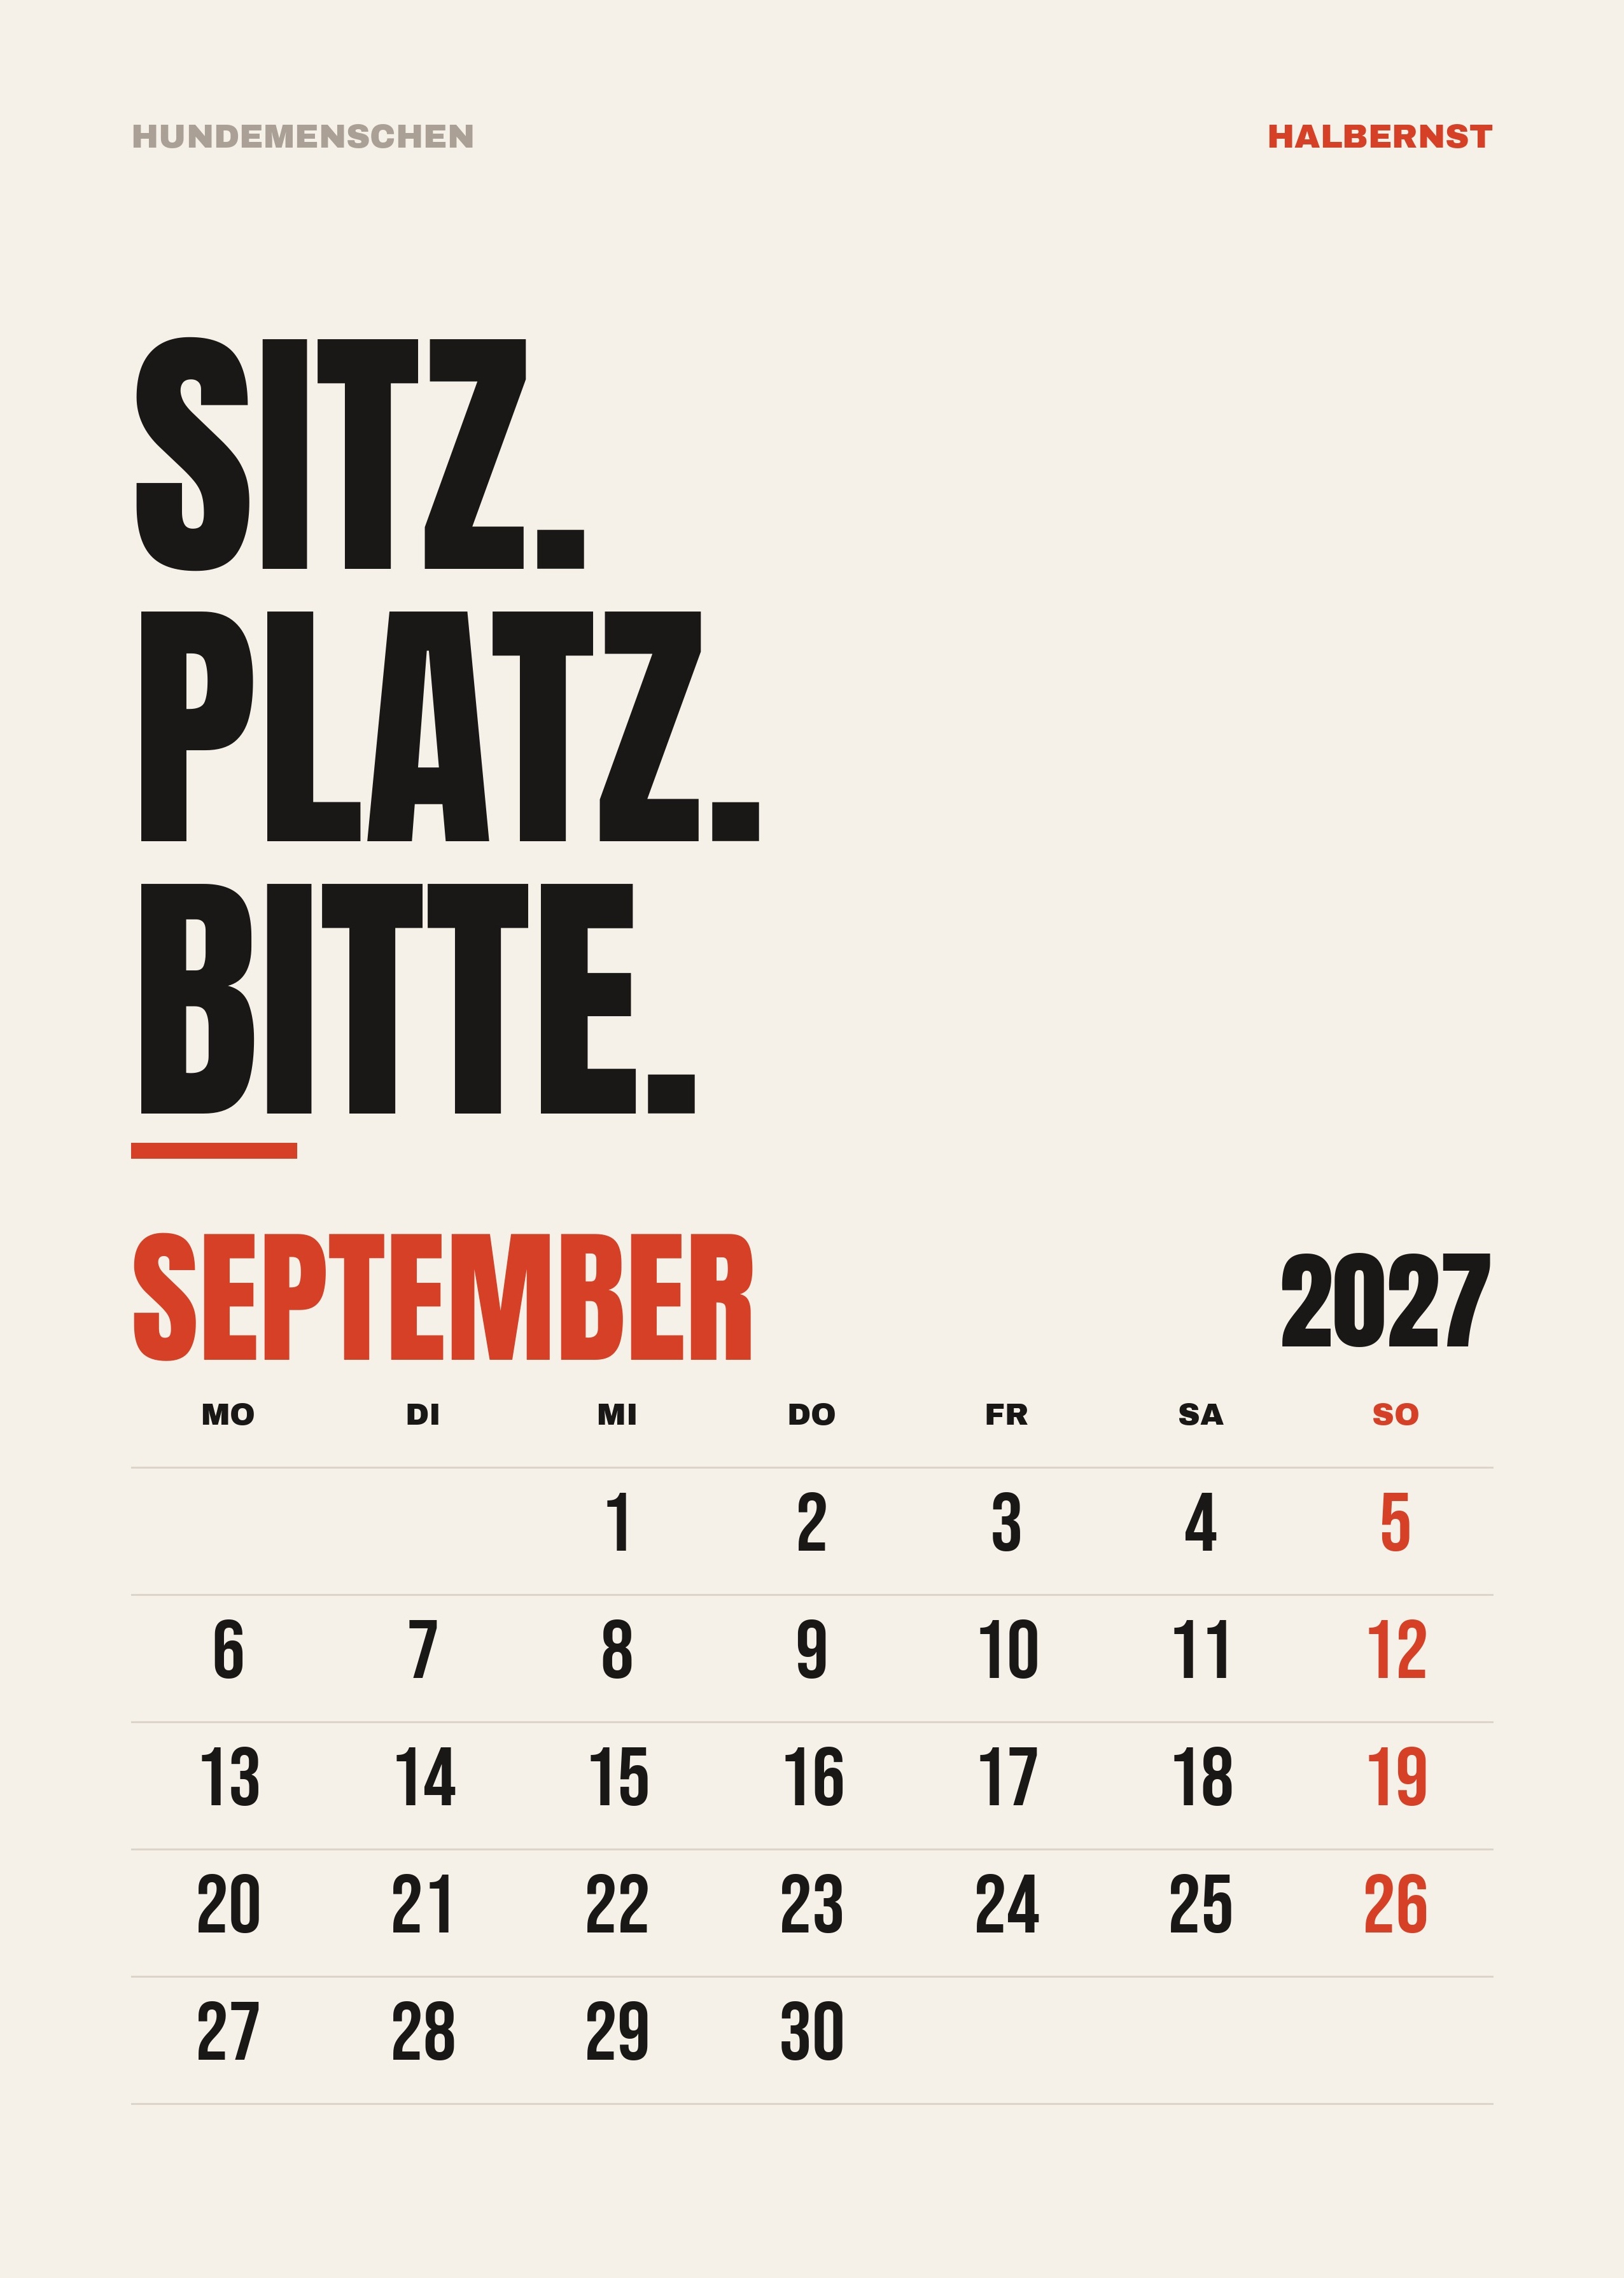 HUNDEMENSCHEN HALBERNST
SITZ.
PLATZ.
BITTE.
SEPTEMBER 2027
MO DI MI DO FR SA SO
1 2 3 4 5
6 7 8 9 10 11 12
13 14 15 16 17 18 19
20 21 22 23 24 25 26
27 28 29 30